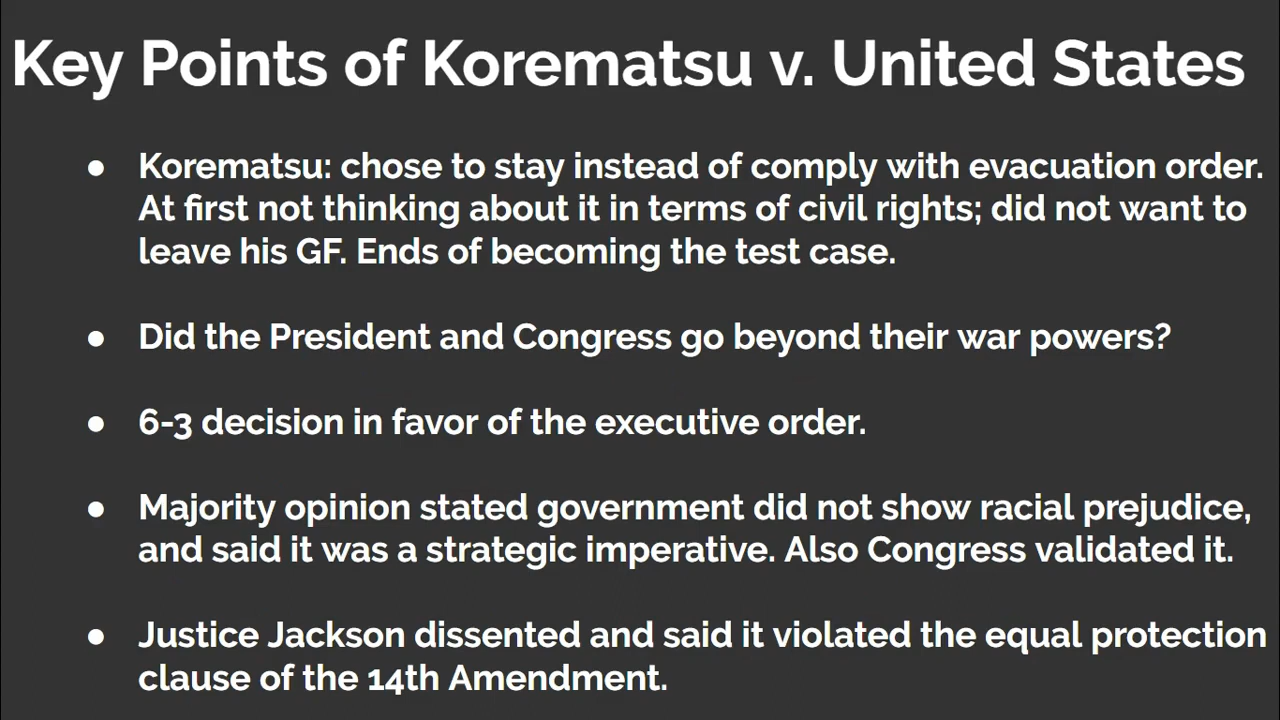 Key Points of Korematsu v. United States
● Korematsu: chose to stay instead of comply with evacuation order.
At first not thinking about it in terms of civil rights; did not want to
leave his GF. Ends of becoming the test case.
● Did the President and Congress go beyond their war powers?
● 6-3 decision in favor of the executive order.
● Majority opinion stated government did not show racial prejudice,
and said it was a strategic imperative. Also Congress validated it.
● Justice Jackson dissented and said it violated the equal protection
clause of the 14th Amendment.